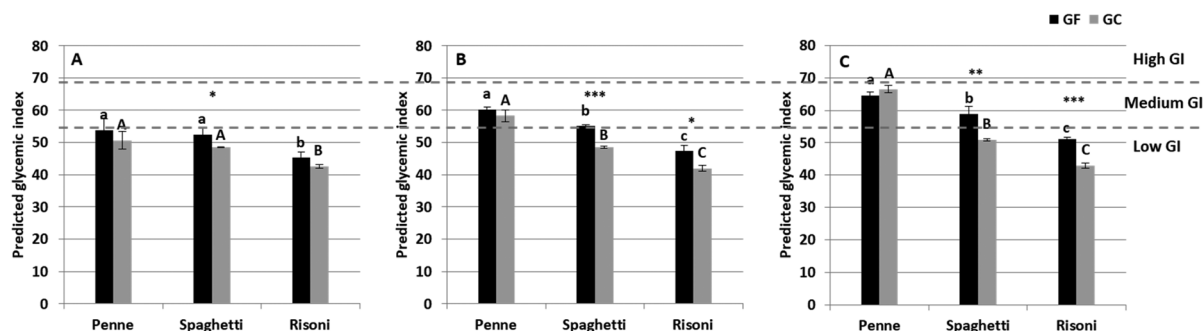 GF GC
A
Predicted glycemic index
80
70
60
50
40
30
20
10
0
*
a A
a A
b B
Penne Spaghetti Risoni
B
Predicted glycemic index
80
70
60
50
40
30
20
10
0
***
*
a A
b B
c C
Penne Spaghetti Risoni
C
Predicted glycemic index
80
70
60
50
40
30
20
10
0
**
***
a A
b B
c C
Penne Spaghetti Risoni
High GI
Medium GI
Low GI